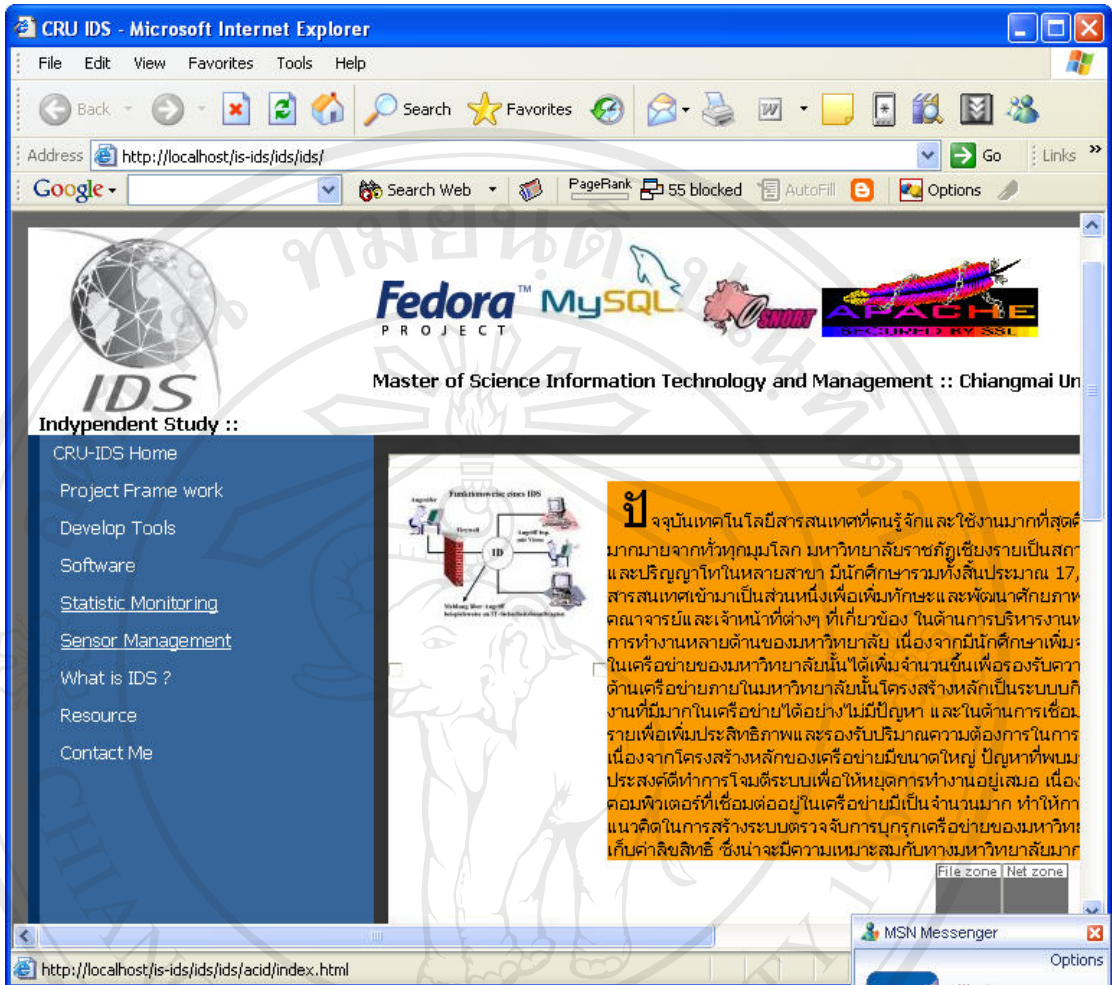 CRU IDS - Microsoft Internet Explorer
File Edit View Favorites Tools Help
Back Search Favorites
Address http://localhost/is-ids/ids/ids/ Go Links
Google Search Web PageRank 55 blocked AutoFill Options
Fedora™ MySQL SNORT APACHE
PROJECT SECURED BY SSL
IDS
Master of Science Information Technology and Management :: Chiangmai Un
Indypendent Study ::
CRU-IDS Home
Project Frame work
Develop Tools
Software
Statistic Monitoring
Sensor Management
What is IDS ?
Resource
Contact Me
Funktionsweise eines IDS
Angreifer
Firewall
ID
ปัจจุบันเทคโนโลยีสารสนเทศที่คนรู้จักและใช้งานมากที่สุดคื
มากมายจากทั่วทุกมุมโลก มหาวิทยาลัยราชภัฏเชียงรายเป็นสถา
และปริญญาโทในหลายสาขา มีนักศึกษารวมทั้งสิ้นประมาณ 17,
สารสนเทศเข้ามาเป็นส่วนหนึ่งเพื่อเพิ่มทักษะและพัฒนาศักยภาพ
คณาจารย์และเจ้าหน้าที่ต่างๆ ที่เกี่ยวข้อง ในด้านการบริหารงานห
การทำงานหลายด้านของมหาวิทยาลัย เนื่องจากมีนักศึกษาเพิ่มจ
ในเครือข่ายของมหาวิทยาลัยนั้นได้เพิ่มจำนวนขึ้นเพื่อรองรับควา
ด้านเครือข่ายภายในมหาวิทยาลัยนั้นโครงสร้างหลักเป็นระบบกิ
งานที่มีมากในเครือข่ายได้อย่างไม่มีปัญหา และในด้านการเชื่อม
รายเพื่อเพิ่มประสิทธิภาพและรองรับปริมาณความต้องการในการ
เนื่องจากโครงสร้างหลักของเครือข่ายมีขนาดใหญ่ ปัญหาที่พบมา
ประสงค์ดีทำการโจมตีระบบเพื่อให้หยุดการทำงานอยู่เสมอ เนื่อง
คอมพิวเตอร์ที่เชื่อมต่ออยู่ในเครือข่ายมีเป็นจำนวนมาก ทำให้กา
แนวคิดในการสร้างระบบตรวจจับการบุกรุกเครือข่ายของมหาวิทย
เก็บค่าลิขสิทธิ์ ซึ่งน่าจะมีความเหมาะสมกับทางมหาวิทยาลัยมาก
File zone Net zone
MSN Messenger
Options
http://localhost/is-ids/ids/ids/acid/index.html